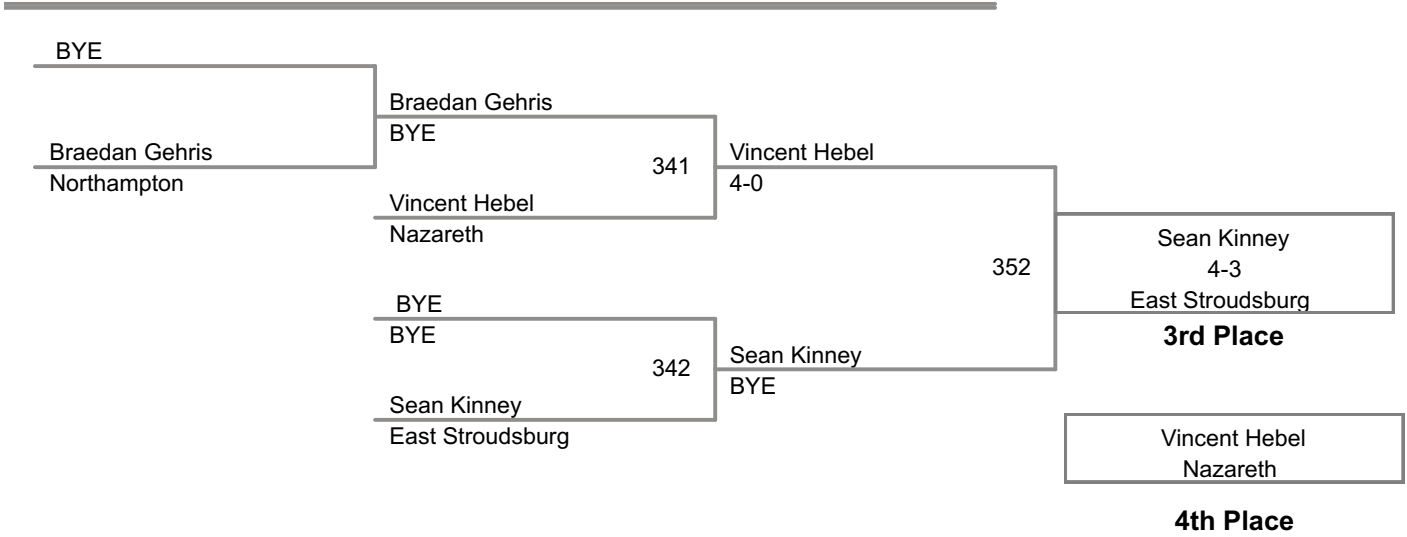 BYE
Braedan Gehris
Northampton
Braedan Gehris
BYE
341
Vincent Hebel
Nazareth
BYE
BYE
342
Sean Kinney
East Stroudsburg
Vincent Hebel
4-0
352
Sean Kinney
BYE
Sean Kinney
4-3
East Stroudsburg
3rd Place
Vincent Hebel
Nazareth
4th Place